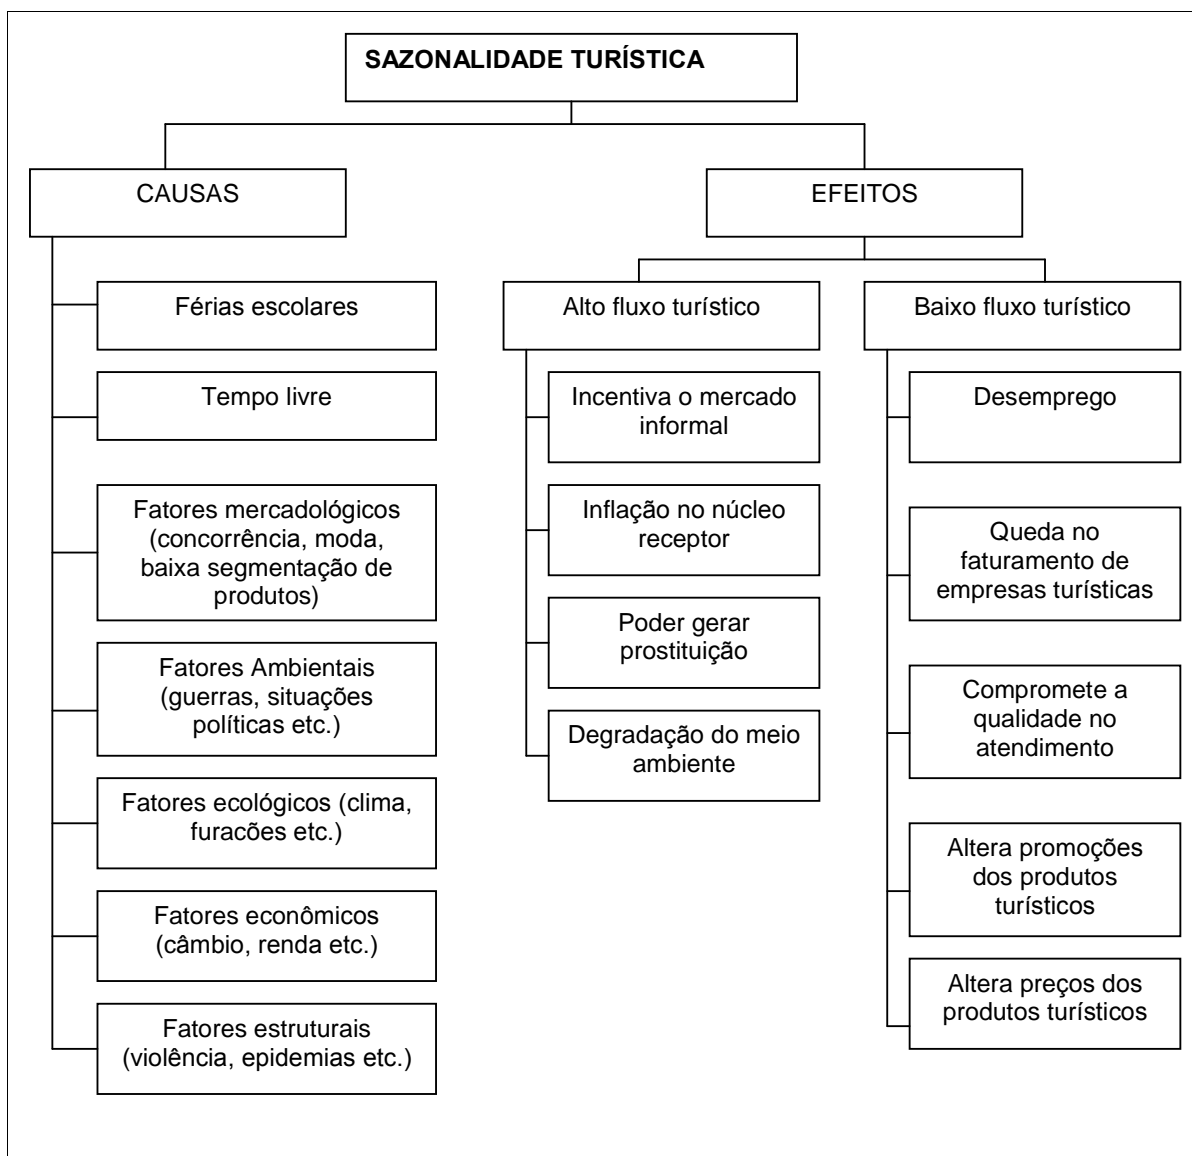 SAZONALIDADE TURÍSTICA
CAUSAS
Férias escolares
Tempo livre
Fatores mercadológicos
(concorrência, moda,
baixa segmentação de
produtos)
Fatores Ambientais
(guerras, situações
políticas etc.)
Fatores ecológicos (clima,
furacões etc.)
Fatores econômicos
(câmbio, renda etc.)
Fatores estruturais
(violência, epidemias etc.)
EFEITOS
Alto fluxo turístico
Incentiva o mercado
informal
Inflação no núcleo
receptor
Poder gerar
prostituição
Degradação do meio
ambiente
Baixo fluxo turístico
Desemprego
Queda no
faturamento de
empresas turísticas
Compromete a
qualidade no
atendimento
Altera promoções
dos produtos
turísticos
Altera preços dos
produtos turísticos